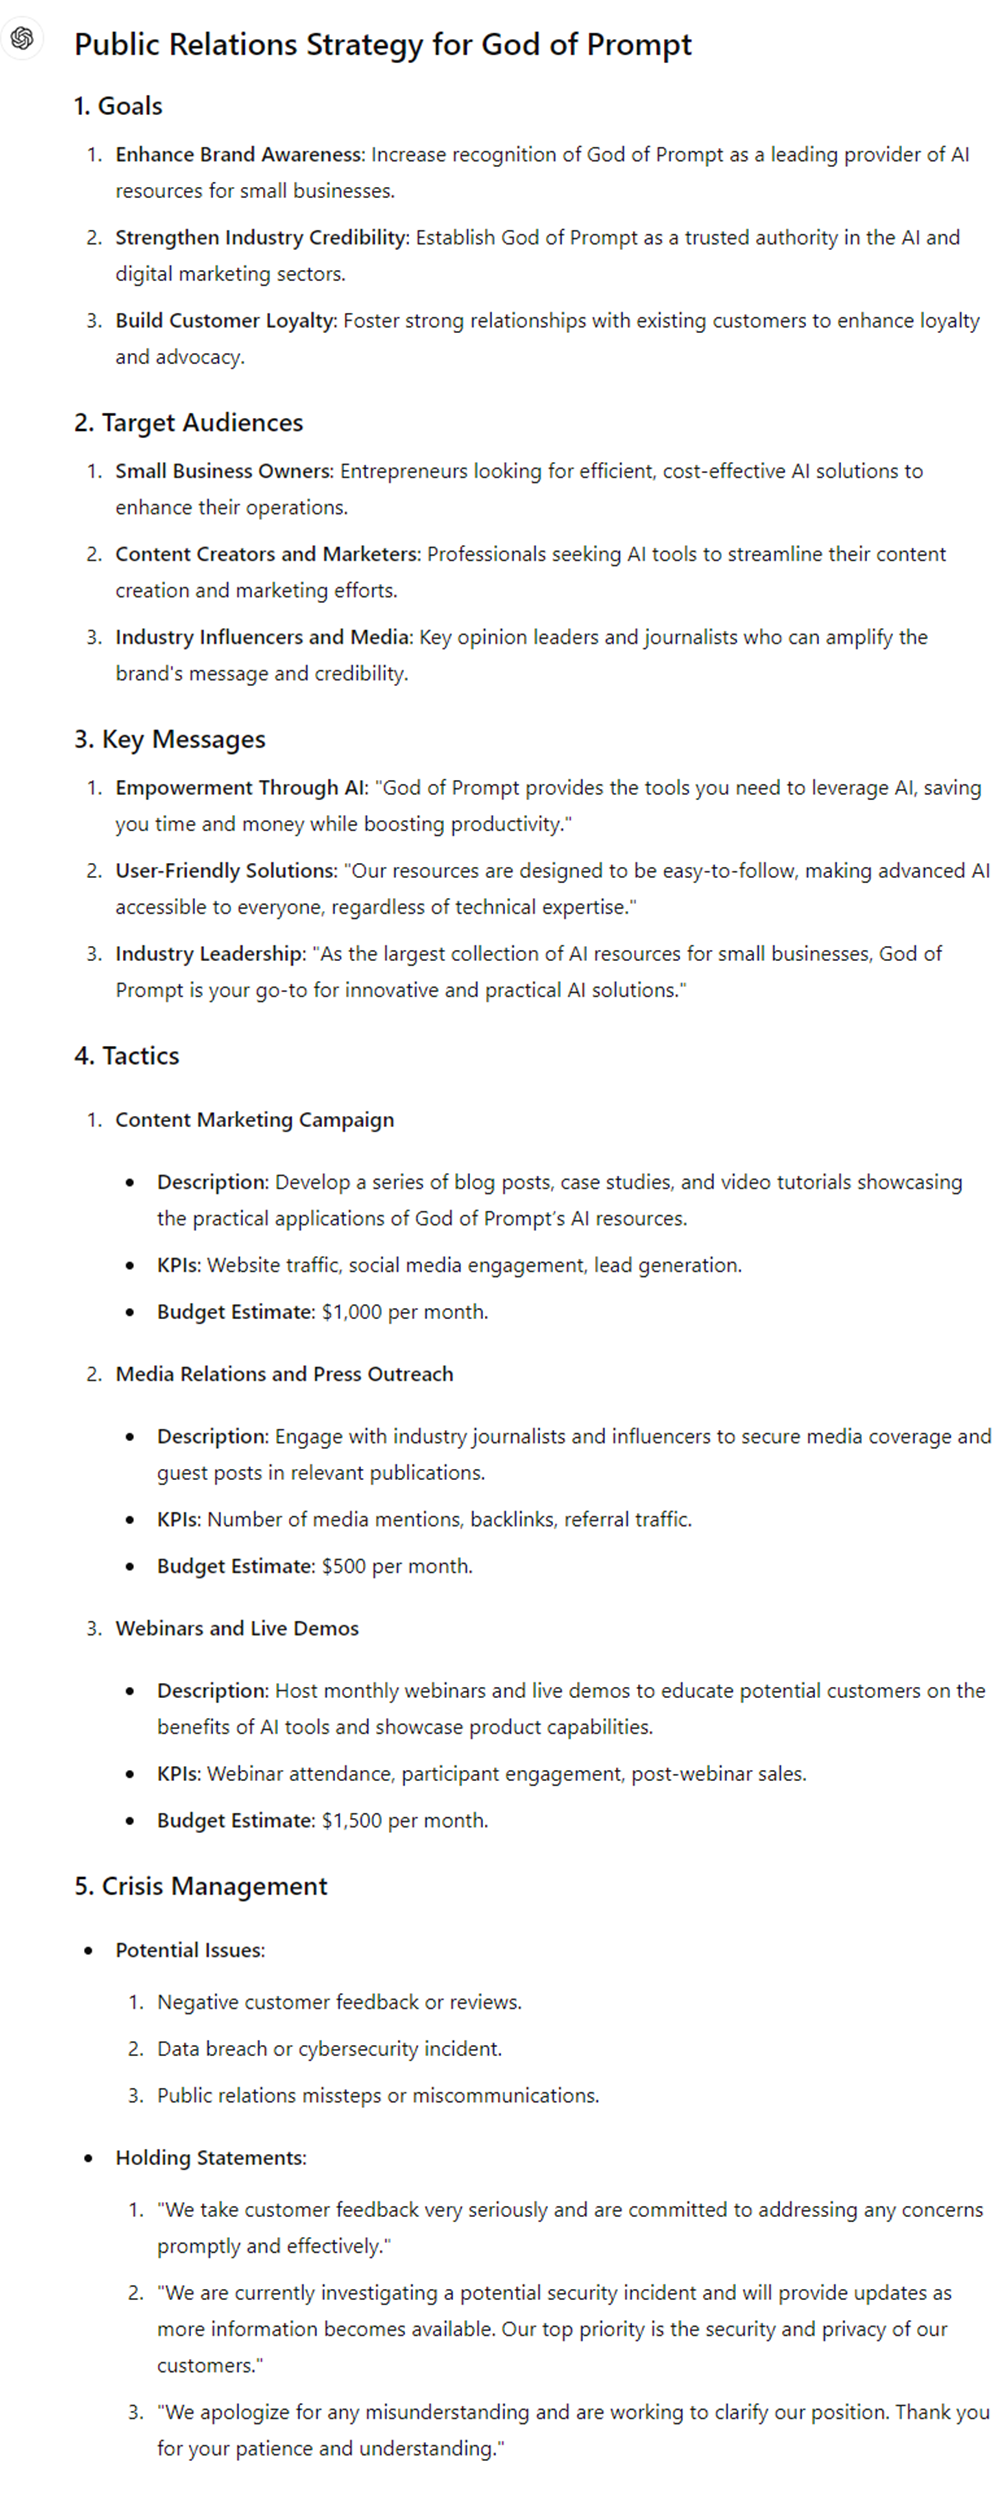 Public Relations Strategy for God of Prompt
1. Goals
1. Enhance Brand Awareness: Increase recognition of God of Prompt as a leading provider of AI
resources for small businesses.
2. Strengthen Industry Credibility: Establish God of Prompt as a trusted authority in the AI and
digital marketing sectors.
3. Build Customer Loyalty: Foster strong relationships with existing customers to enhance loyalty
and advocacy.
2. Target Audiences
1. Small Business Owners: Entrepreneurs looking for efficient, cost-effective AI solutions to
enhance their operations.
2. Content Creators and Marketers: Professionals seeking AI tools to streamline their content
creation and marketing efforts.
3. Industry Influencers and Media: Key opinion leaders and journalists who can amplify the
brand's message and credibility.
3. Key Messages
1. Empowerment Through AI: "God of Prompt provides the tools you need to leverage AI, saving
you time and money while boosting productivity."
2. User-Friendly Solutions: "Our resources are designed to be easy-to-follow, making advanced AI
accessible to everyone, regardless of technical expertise."
3. Industry Leadership: "As the largest collection of AI resources for small businesses, God of
Prompt is your go-to for innovative and practical AI solutions."
4. Tactics
1. Content Marketing Campaign
• Description: Develop a series of blog posts, case studies, and video tutorials showcasing
the practical applications of God of Prompt’s AI resources.
• KPIs: Website traffic, social media engagement, lead generation.
• Budget Estimate: $1,000 per month.
2. Media Relations and Press Outreach
• Description: Engage with industry journalists and influencers to secure media coverage and
guest posts in relevant publications.
• KPIs: Number of media mentions, backlinks, referral traffic.
• Budget Estimate: $500 per month.
3. Webinars and Live Demos
• Description: Host monthly webinars and live demos to educate potential customers on the
benefits of AI tools and showcase product capabilities.
• KPIs: Webinar attendance, participant engagement, post-webinar sales.
• Budget Estimate: $1,500 per month.
5. Crisis Management
• Potential Issues:
1. Negative customer feedback or reviews.
2. Data breach or cybersecurity incident.
3. Public relations missteps or miscommunications.
• Holding Statements:
1. "We take customer feedback very seriously and are committed to addressing any concerns
promptly and effectively."
2. "We are currently investigating a potential security incident and will provide updates as
more information becomes available. Our top priority is the security and privacy of our
customers."
3. "We apologize for any misunderstanding and are working to clarify our position. Thank you
for your patience and understanding."